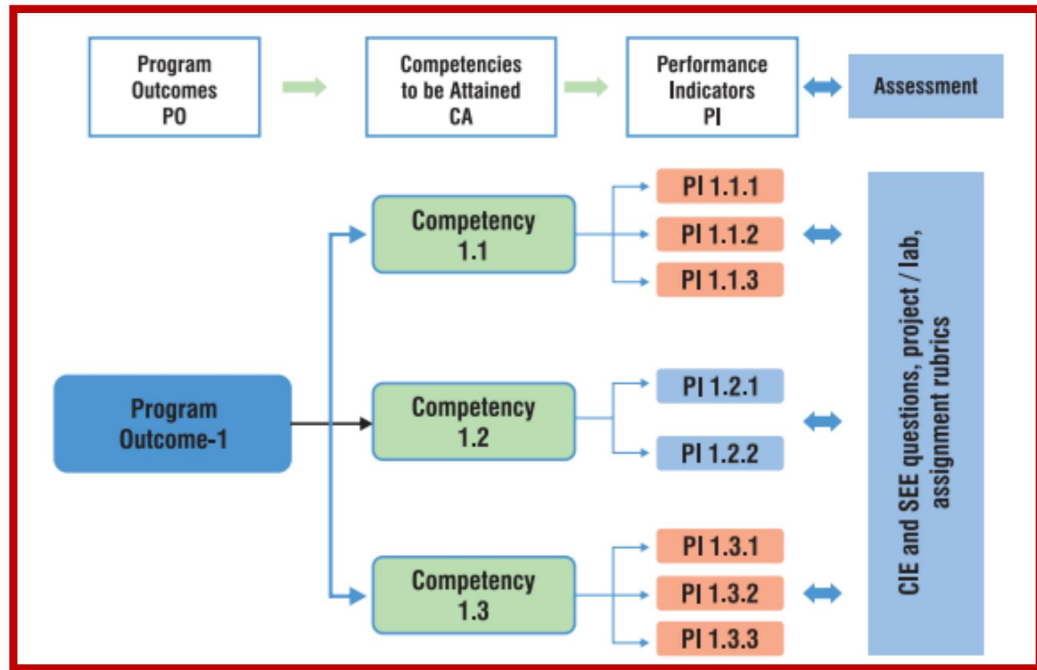 Program
Outcomes
PO
Competencies
to be Attained
CA
Performance
Indicators
PI
Assessment
Program
Outcome-1
Competency
1.1
PI 1.1.1
PI 1.1.2
PI 1.1.3
Competency
1.2
PI 1.2.1
PI 1.2.2
Competency
1.3
PI 1.3.1
PI 1.3.2
PI 1.3.3
CIE and SEE questions, project / lab,
assignment rubrics